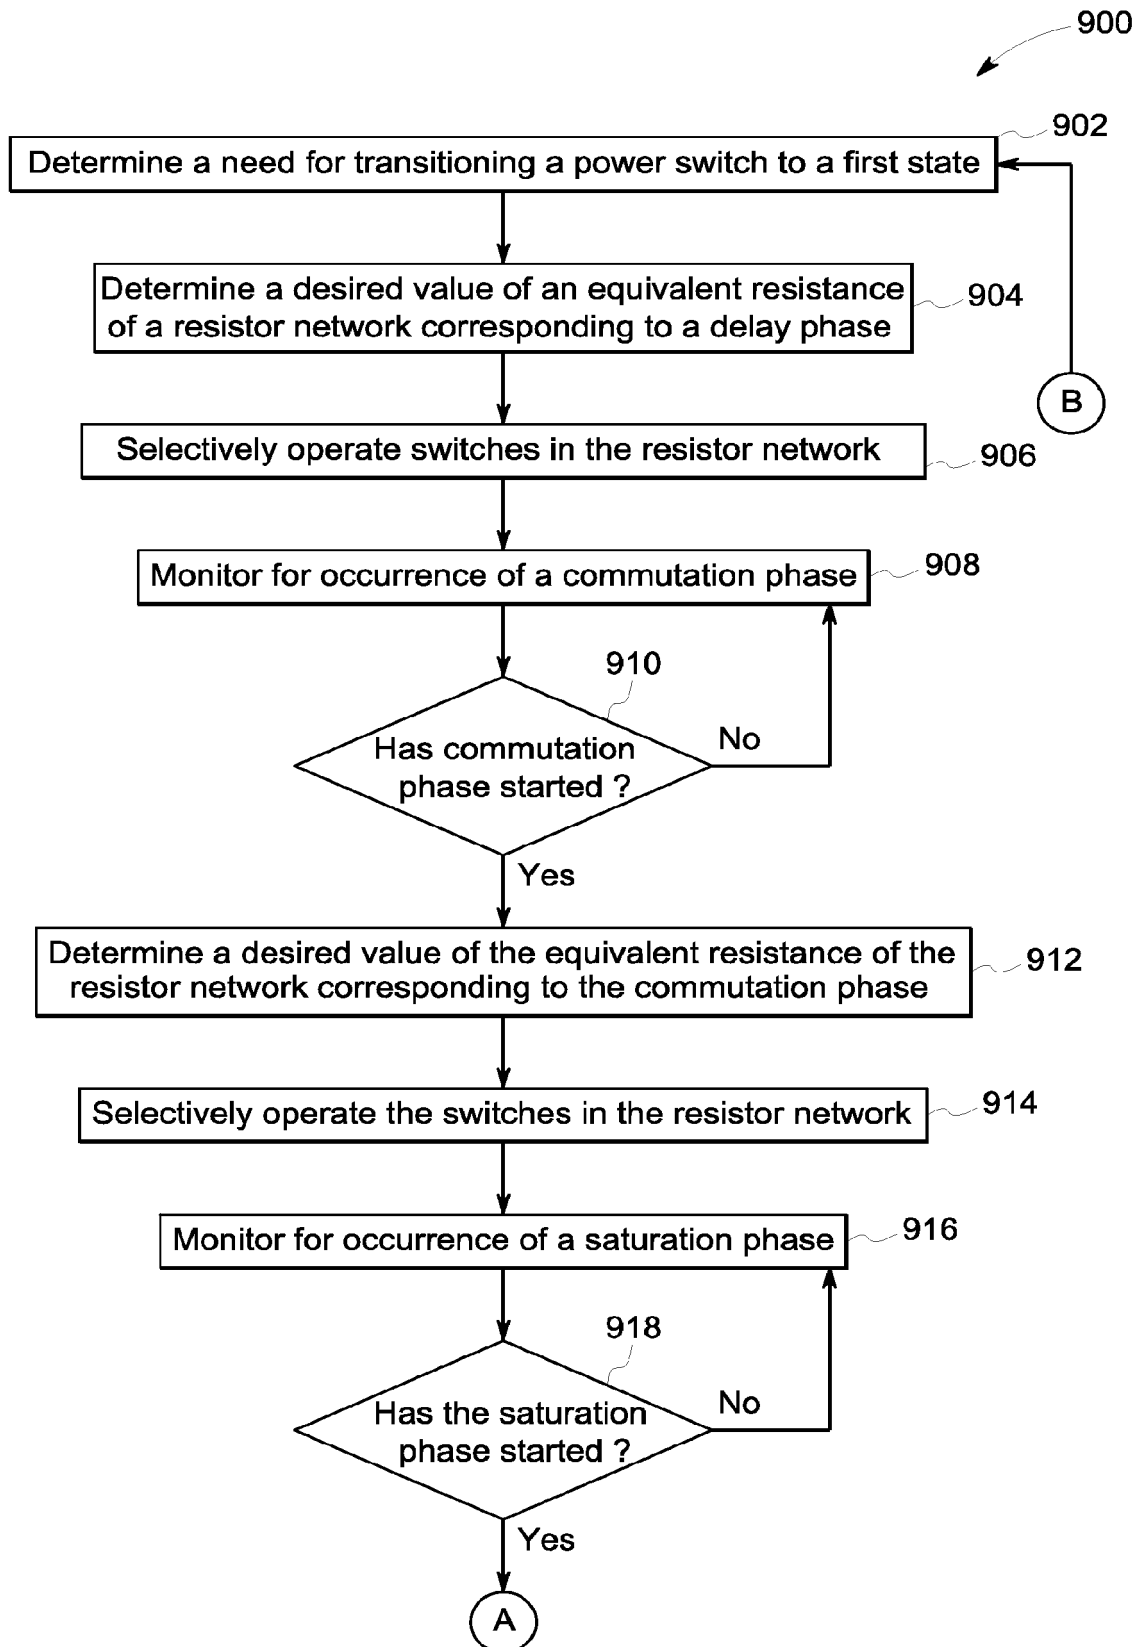 900
902
Determine a need for transitioning a power switch to a first state
Determine a desired value of an equivalent resistance
of a resistor network corresponding to a delay phase
904
B
Selectively operate switches in the resistor network
906
Monitor for occurrence of a commutation phase
908
910
Has commutation
phase started ?
No
Yes
Determine a desired value of the equivalent resistance of the
resistor network corresponding to the commutation phase
912
Selectively operate the switches in the resistor network
914
Monitor for occurrence of a saturation phase
916
918
Has the saturation
phase started ?
No
Yes
A